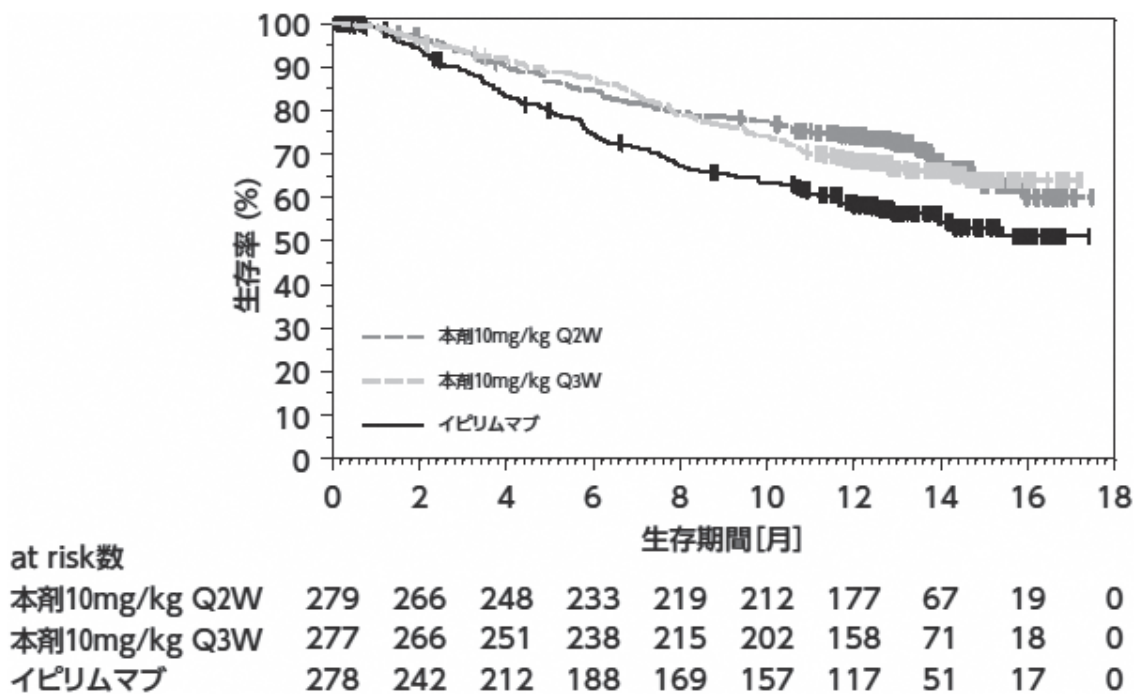 100
90
80
70
60
50
40
30
20
10
0
生存率 (%)
本剤10mg/kg Q2W
本剤10mg/kg Q3W
イピリムマブ
0 2 4 6 8 10 12 14 16 18
生存期間[月]
at risk数
本剤10mg/kg Q2W 279 266 248 233 219 212 177 67 19 0
本剤10mg/kg Q3W 277 266 251 238 215 202 158 71 18 0
イピリムマブ 278 242 212 188 169 157 117 51 17 0